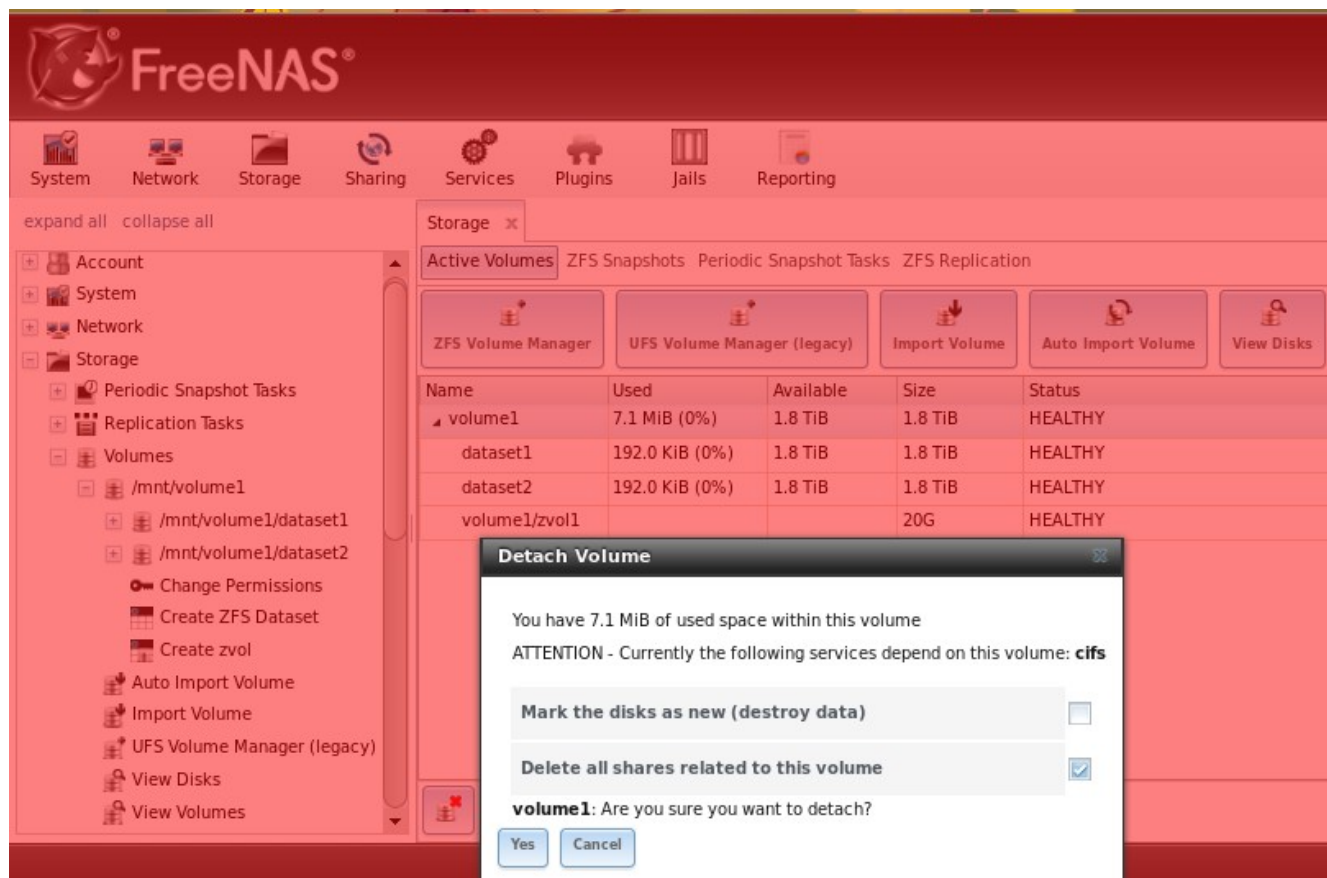 FreeNAS®
System Network Storage Sharing Services Plugins Jails Reporting
expand all collapse all
Account
System
Network
Storage
Periodic Snapshot Tasks
Replication Tasks
Volumes
/mnt/volume1
/mnt/volume1/dataset1
/mnt/volume1/dataset2
Change Permissions
Create ZFS Dataset
Create zvol
Auto Import Volume
Import Volume
UFS Volume Manager (legacy)
View Disks
View Volumes
Storage
Active Volumes ZFS Snapshots Periodic Snapshot Tasks ZFS Replication
ZFS Volume Manager UFS Volume Manager (legacy) Import Volume Auto Import Volume View Disks
Name Used Available Size Status
volume1 7.1 MiB (0%) 1.8 TiB 1.8 TiB HEALTHY
dataset1 192.0 KiB (0%) 1.8 TiB 1.8 TiB HEALTHY
dataset2 192.0 KiB (0%) 1.8 TiB 1.8 TiB HEALTHY
volume1/zvol1 20G HEALTHY
Detach Volume
You have 7.1 MiB of used space within this volume
ATTENTION - Currently the following services depend on this volume: cifs
Mark the disks as new (destroy data)
Delete all shares related to this volume
volume1: Are you sure you want to detach?
Yes Cancel